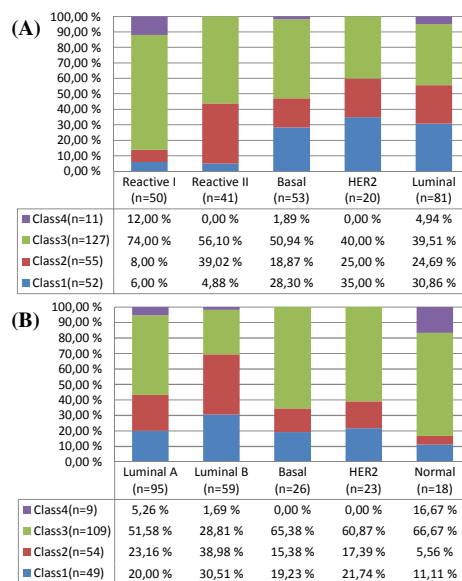 (A)
100,00 %
90,00 %
80,00 %
70,00 %
60,00 %
50,00 %
40,00 %
30,00 %
20,00 %
10,00 %
0,00 %
Reactive I (n=50) Reactive II (n=41) Basal (n=53) HER2 (n=20) Luminal (n=81)
Class4(n=11) 12,00 % 0,00 % 1,89 % 0,00 % 4,94 %
Class3(n=127) 74,00 % 56,10 % 50,94 % 40,00 % 39,51 %
Class2(n=55) 8,00 % 39,02 % 18,87 % 25,00 % 24,69 %
Class1(n=52) 6,00 % 4,88 % 28,30 % 35,00 % 30,86 %
(B)
100,00 %
90,00 %
80,00 %
70,00 %
60,00 %
50,00 %
40,00 %
30,00 %
20,00 %
10,00 %
0,00 %
Luminal A (n=95) Luminal B (n=59) Basal (n=26) HER2 (n=23) Normal (n=18)
Class4(n=9) 5,26 % 1,69 % 0,00 % 0,00 % 16,67 %
Class3(n=109) 51,58 % 28,81 % 65,38 % 60,87 % 66,67 %
Class2(n=54) 23,16 % 38,98 % 15,38 % 17,39 % 5,56 %
Class1(n=49) 20,00 % 30,51 % 19,23 % 21,74 % 11,11 %